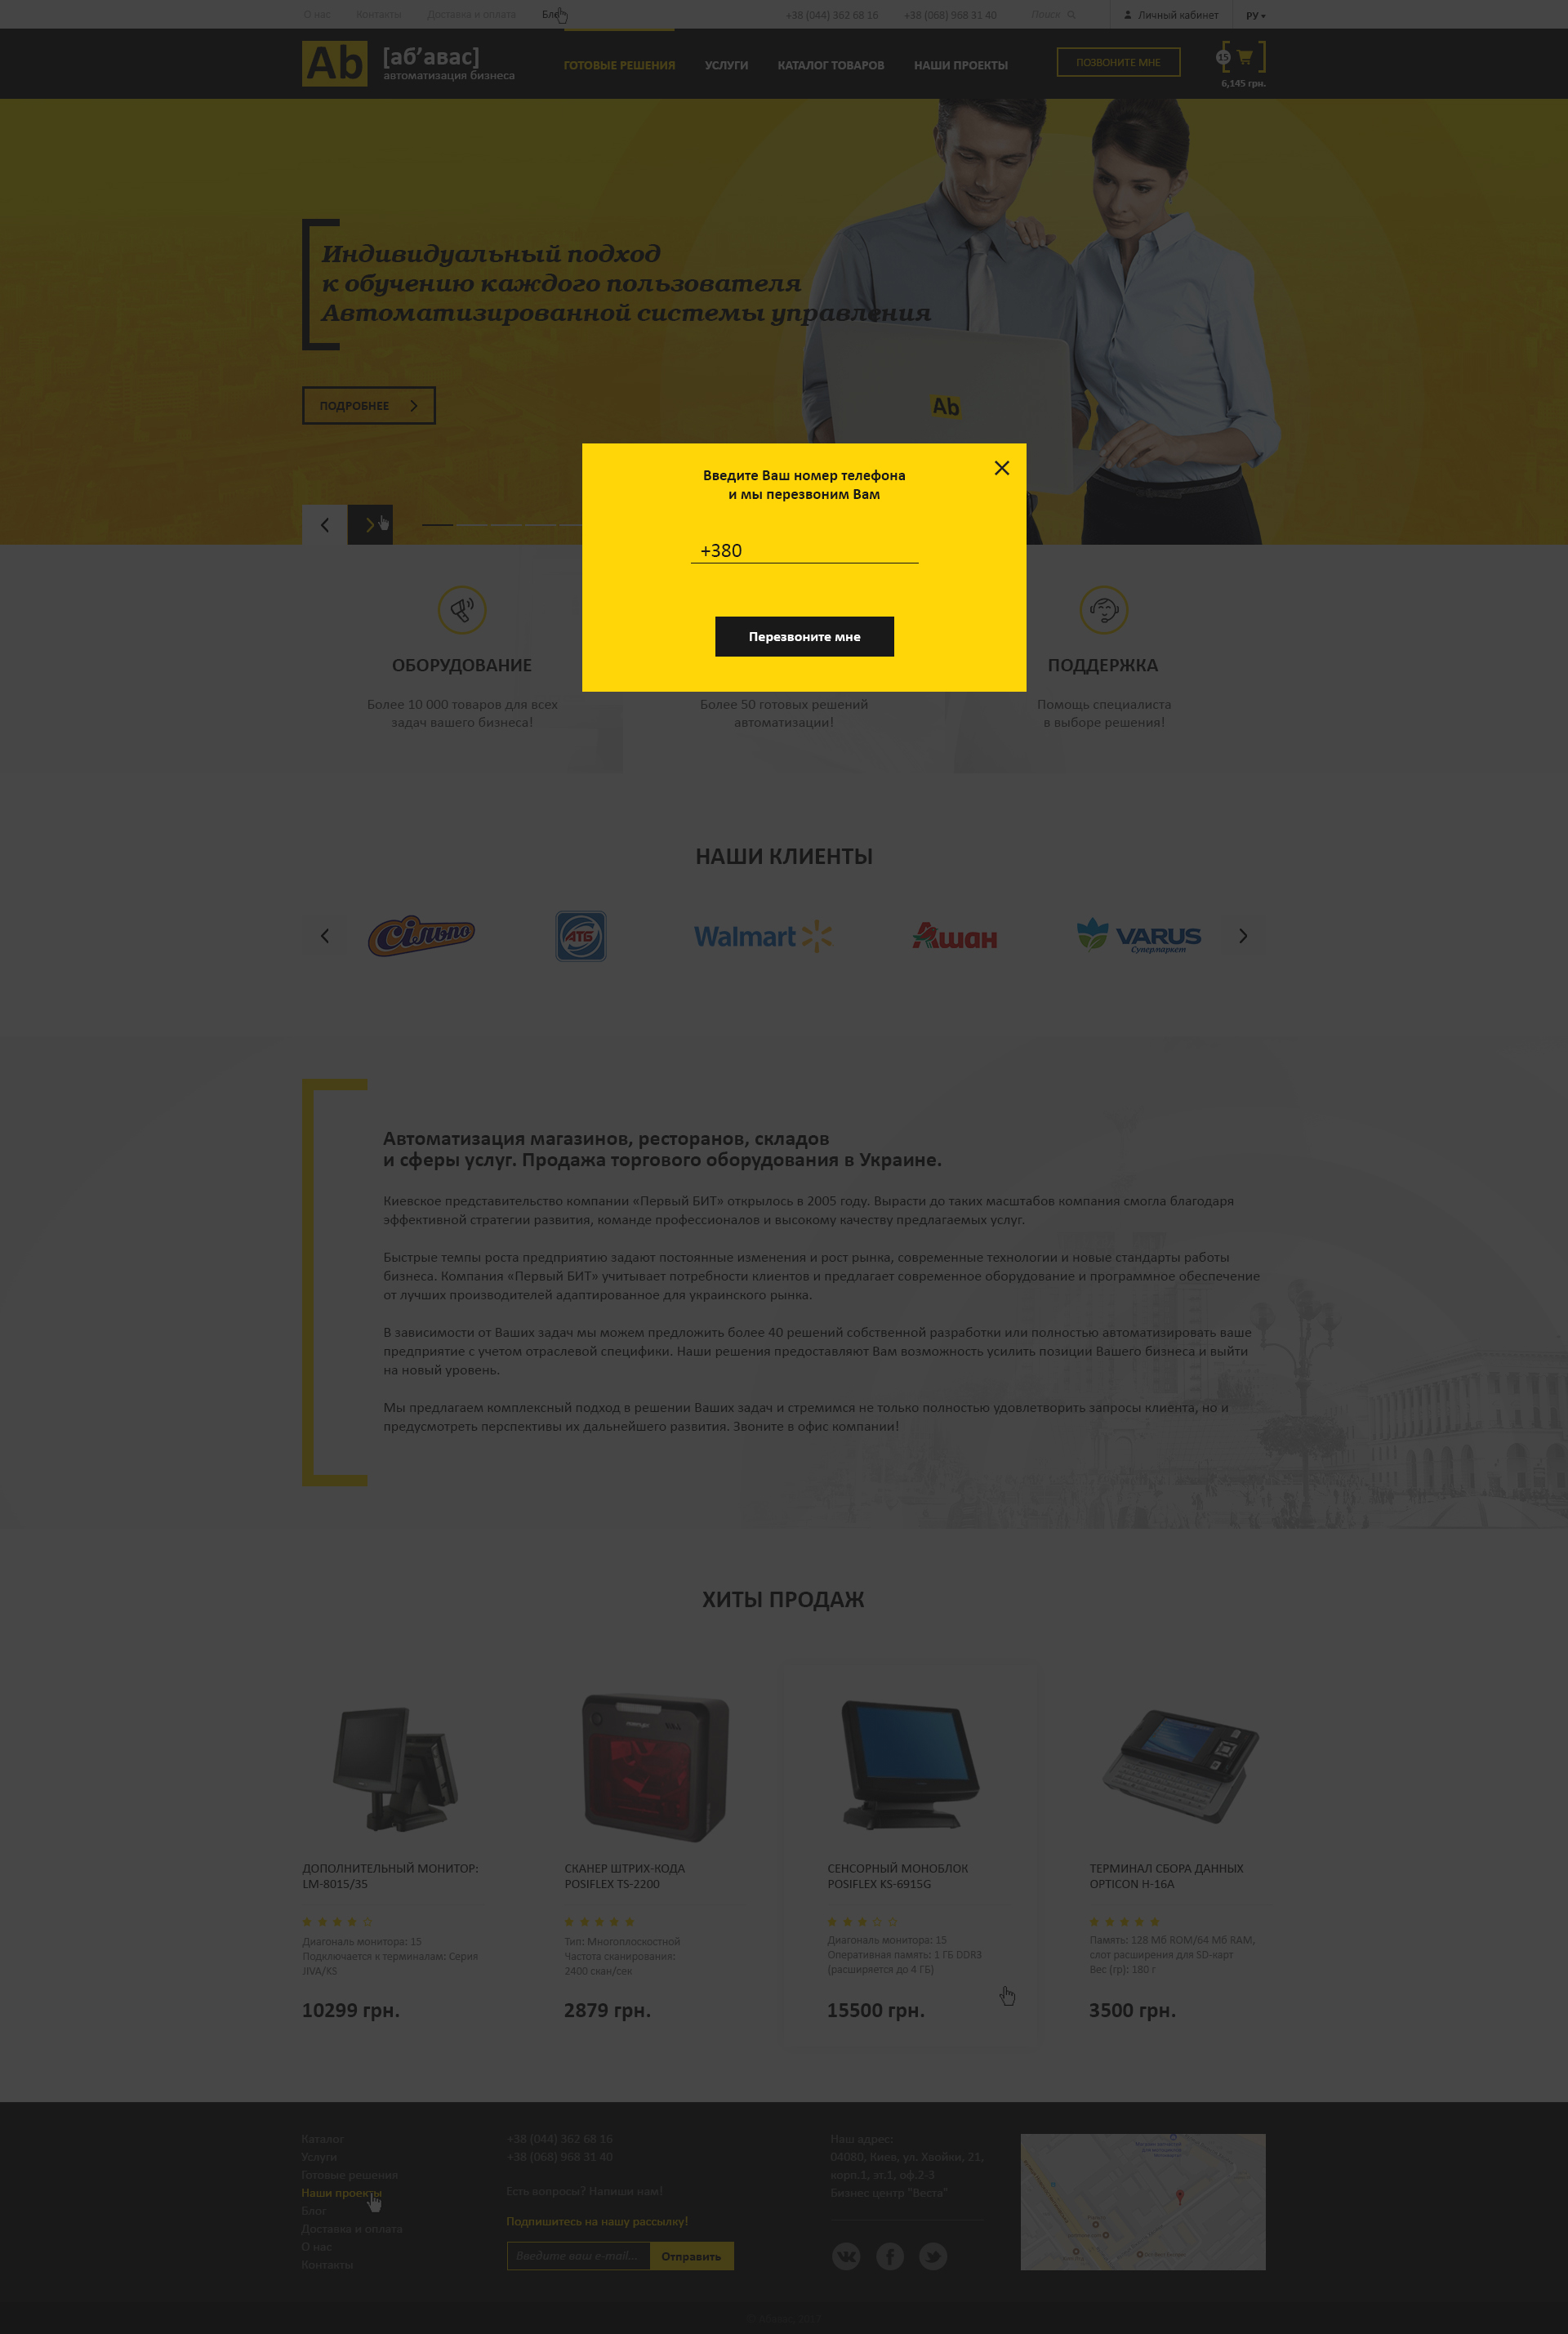 О нас
Контакты
Доставка и оплата
Бло
+38 (044) 362 68 16
+38 (068) 968 31 40
Поиск
Личный кабинет
РУ
Ab
[аб’авас]
автоматизация бизнеса
ГОТОВЫЕ РЕШЕНИЯ
УСЛУГИ
КАТАЛОГ ТОВАРОВ
НАШИ ПРОЕКТЫ
ПОЗВОНИТЕ МНЕ
15
6,145 грн.
Индивидуальный подход
к обучению каждого пользователя
Автоматизированной системы управления
ПОДРОБНЕЕ
Ab
Введите Ваш номер телефона
и мы перезвоним Вам
+380
Перезвоните мне
ОБОРУДОВАНИЕ
Более 10 000 товаров для всех
задач вашего бизнеса!
Более 50 готовых решений
автоматизации!
ПОДДЕРЖКА
Помощь специалиста
в выборе решения!
НАШИ КЛИЕНТЫ
Сільпо
АТБ
Walmart
Ашан
VARUS
Супермаркет
Автоматизация магазинов, ресторанов, складов
и сферы услуг. Продажа торгового оборудования в Украине.
Киевское представительство компании «Первый БИТ» открылось в 2005 году. Вырасти до таких масштабов компания смогла благодаря
эффективной стратегии развития, команде профессионалов и высокому качеству предлагаемых услуг.
Быстрые темпы роста предприятию задают постоянные изменения и рост рынка, современные технологии и новые стандарты работы
бизнеса. Компания «Первый БИТ» учитывает потребности клиентов и предлагает современное оборудование и программное обеспечение
от лучших производителей адаптированное для украинского рынка.
В зависимости от Ваших задач мы можем предложить более 40 решений собственной разработки или полностью автоматизировать ваше
предприятие с учетом отраслевой специфики. Наши решения предоставляют Вам возможность усилить позиции Вашего бизнеса и выйти
на новый уровень.
Мы предлагаем комплексный подход в решении Ваших задач и стремимся не только полностью удовлетворить запросы клиента, но и
предусмотреть перспективы их дальнейшего развития. Звоните в офис компании!
ХИТЫ ПРОДАЖ
ДОПОЛНИТЕЛЬНЫЙ МОНИТОР:
LM-8015/35
Диагональ монитора: 15
Подключается к терминалам: Серия
JIVA/KS
10299 грн.
СКАНЕР ШТРИХ-КОДА
POSIFLEX TS-2200
Тип: Многоплоскостной
Частота сканирования:
2400 скан/сек
2879 грн.
СЕНСОРНЫЙ МОНОБЛОК
POSIFLEX KS-6915G
Диагональ монитора: 15
Оперативная память: 1 ГБ DDR3
(расширяется до 4 ГБ)
15500 грн.
ТЕРМИНАЛ СБОРА ДАННЫХ
OPTICON H-16A
Память: 128 Мб ROM/64 Мб RAM,
слот расширения для SD-карт
Вес (гр): 180 г
3500 грн.
Каталог
Услуги
Готовые решения
Наши проекты
Блог
Доставка и оплата
О нас
Контакты
+38 (044) 362 68 16
+38 (068) 968 31 40
Есть вопросы? Напиши нам!
Подпишитесь на нашу рассылку!
Введите ваш e-mail...
Отправить
Наш адрес:
04080, Киев, ул. Хвойки, 21,
корп.1, эт.1, оф.2-3
Бизнес центр "Веста"